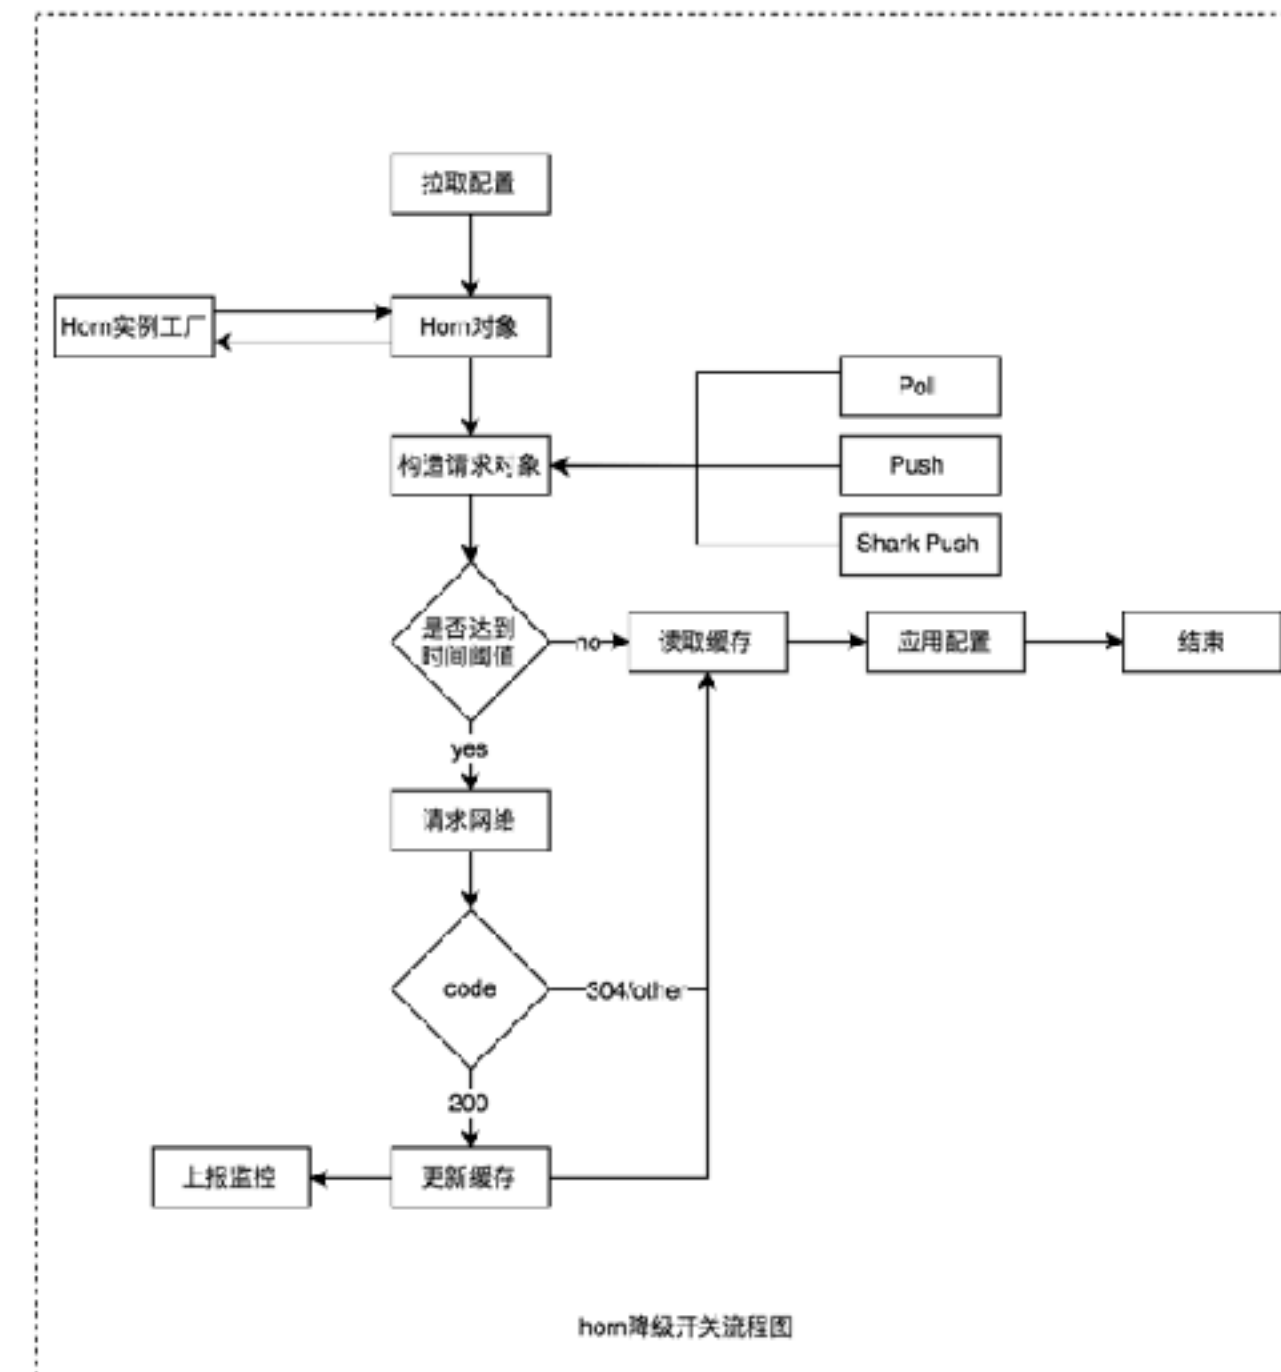 拉取配置
Horn实例工厂
Horn对象
Poll
构造请求对象
Push
Shark Push
是否达到
时间阈值
no
读取缓存
应用配置
结束
yes
请求网络
code
304/other
200
上报监控
更新缓存
horn降级开关流程图